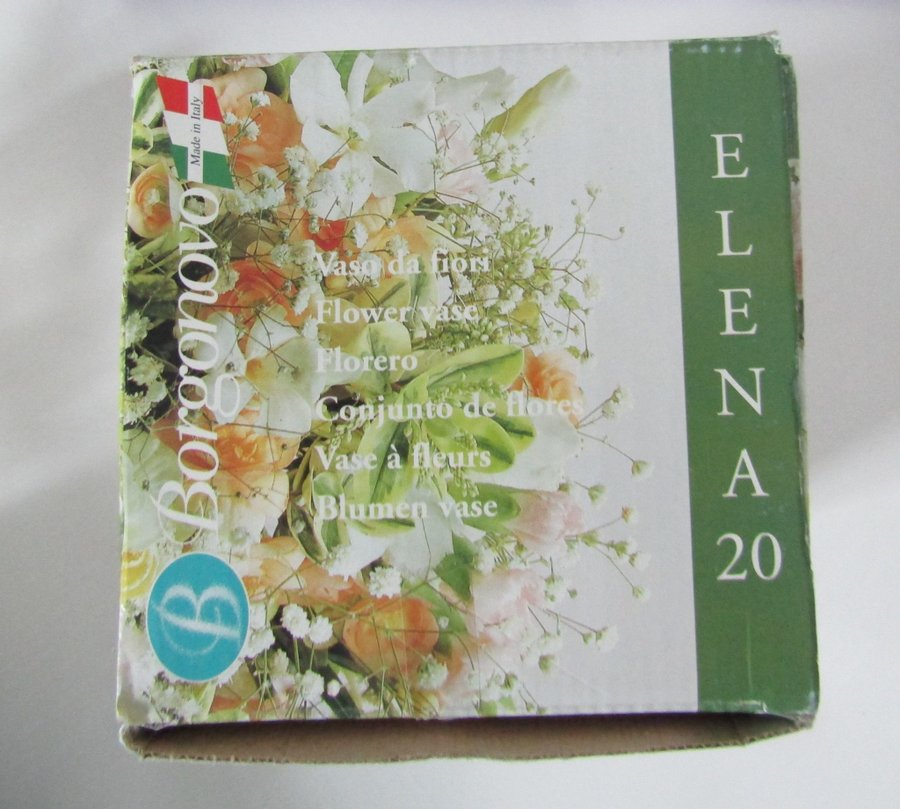 Made in Italy
Borgonovo
B
Vaso da fiori
Flower vase
Florero
Conjunto de flores
Vase à fleurs
Blumen vase
ELENA
20